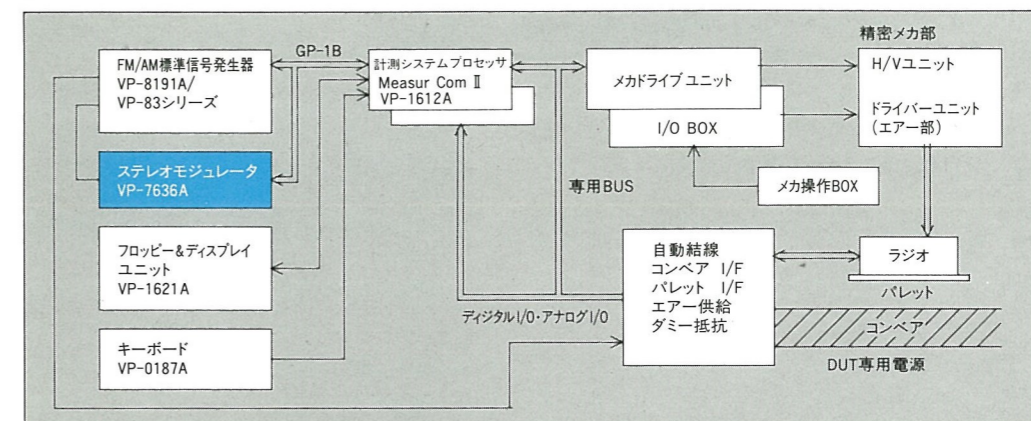 FM/AM標準信号発生器
VP-8191A/
VP-83シリーズ
ステレオモジュレータ
VP-7636A
フロッピー&ディスプレイ
ユニット
VP-1621A
キーボード
VP-0187A
GP-1B
計測システムプロセッサ
Measur Com Ⅱ
VP-1612A
専用BUS
ディジタルI/O・アナログI/O
メカドライブユニット
I/O BOX
メカ操作BOX
自動結線
コンベア I/F
パレット I/F
エアー供給
ダミー抵抗
精密メカ部
H/Vユニット
ドライバーユニット
(エアー部)
ラジオ
パレット
コンベア
DUT専用電源